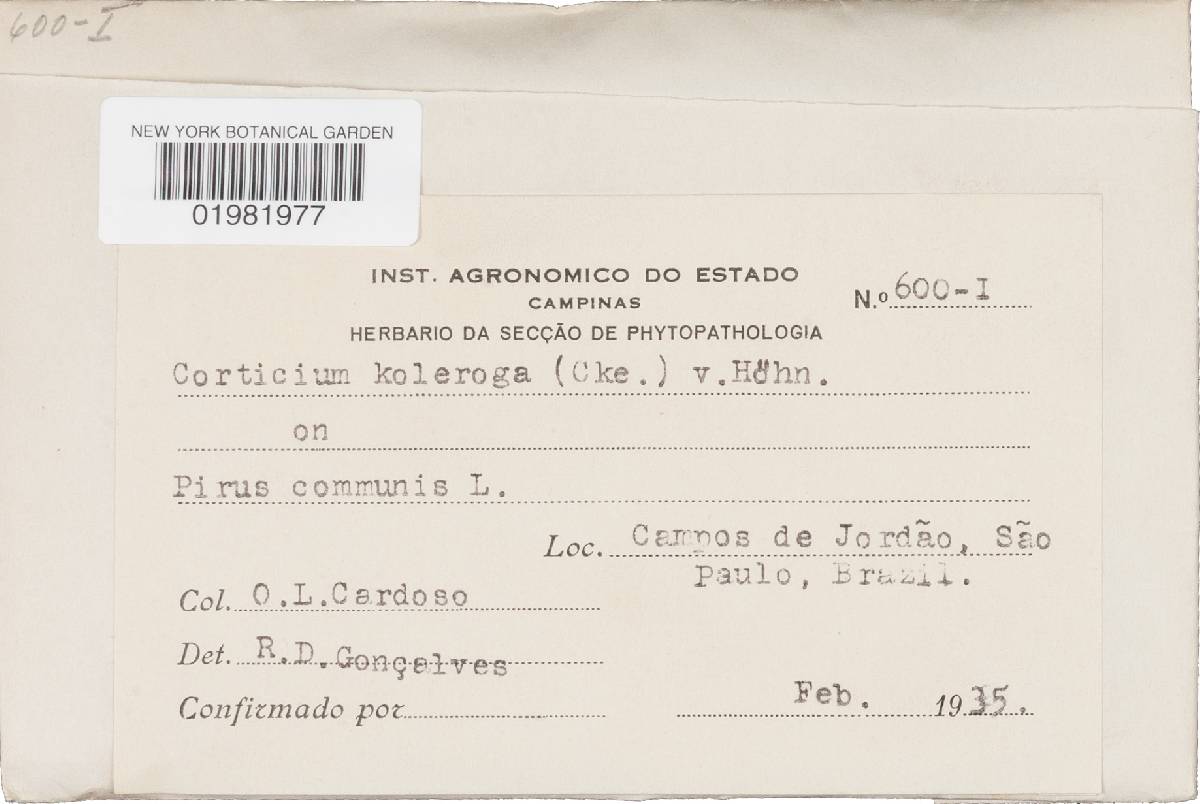 600-I
NEW YORK BOTANICAL GARDEN
01981977
INST. AGRONOMICO DO ESTADO
CAMPINAS
N.º 600-I
HERBARIO DA SECÇÃO DE PHYTOPATHOLOGIA
Corticium koleroga (Cke.) v.Höhn.
on
Pirus communis L.
Loc. Campos de Jordão, São
Paulo, Brazil.
Col. O.L.Cardoso
Det. R.D.Gonçalves
Confirmado por
Feb. 1935.